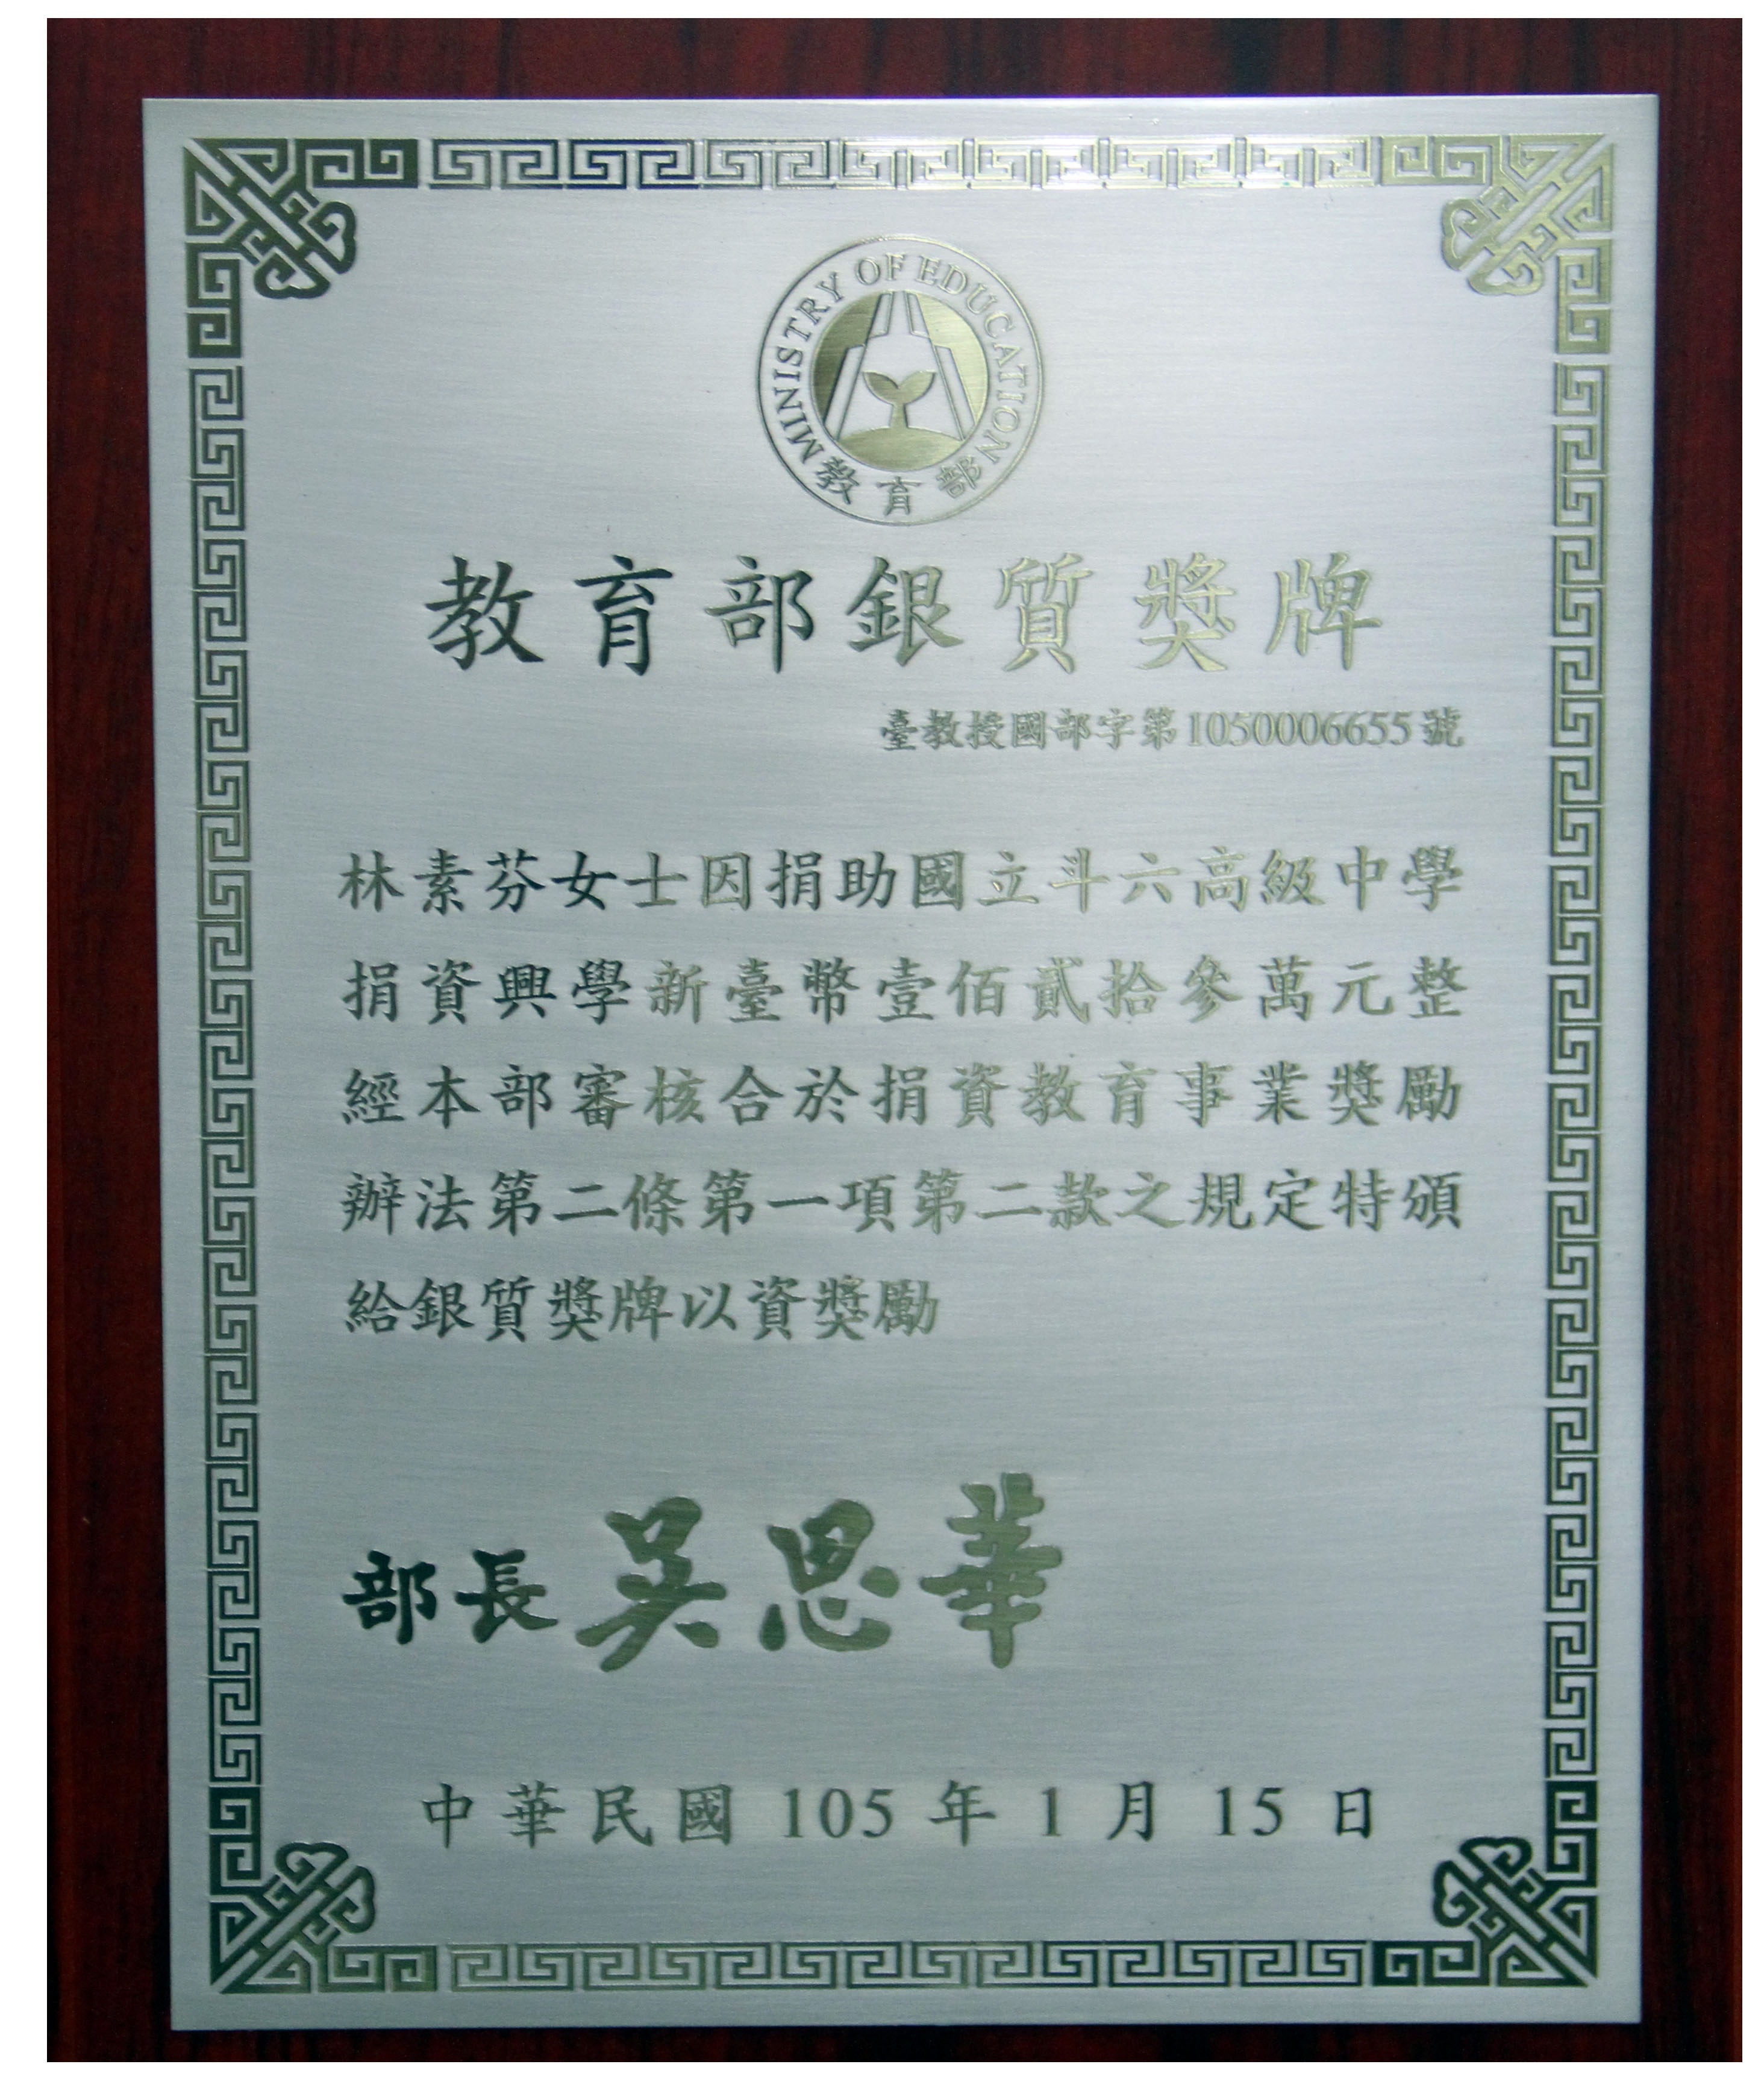 MINISTRY OF EDUCATION
教育部
教育部銀質獎牌
臺教授國部字第1050006655號
林素芬女士因捐助國立斗六高級中學
捐資興學新臺幣壹佰貳拾參萬元整
經本部審核合於捐資教育事業獎勵
辦法第二條第一項第二款之規定特頒
給銀質獎牌以資獎勵
部長 吳思華
中華民國 105 年 1 月 15 日